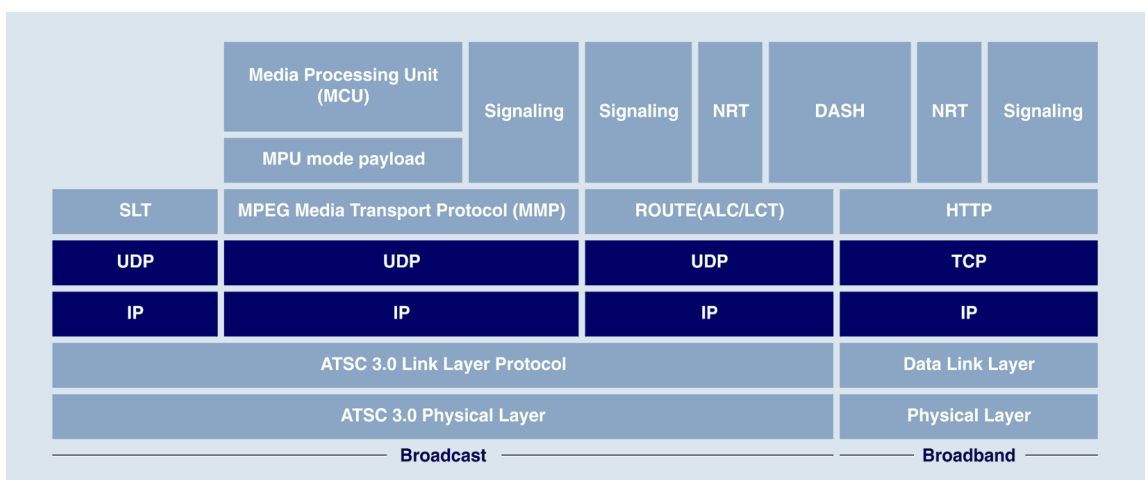 Media Processing Unit
(MCU)
Signaling
Signaling
NRT
DASH
NRT
Signaling
MPU mode payload
SLT
MPEG Media Transport Protocol (MMP)
ROUTE(ALC/LCT)
HTTP
UDP
UDP
UDP
TCP
IP
IP
IP
IP
ATSC 3.0 Link Layer Protocol
Data Link Layer
ATSC 3.0 Physical Layer
Physical Layer
Broadcast
Broadband